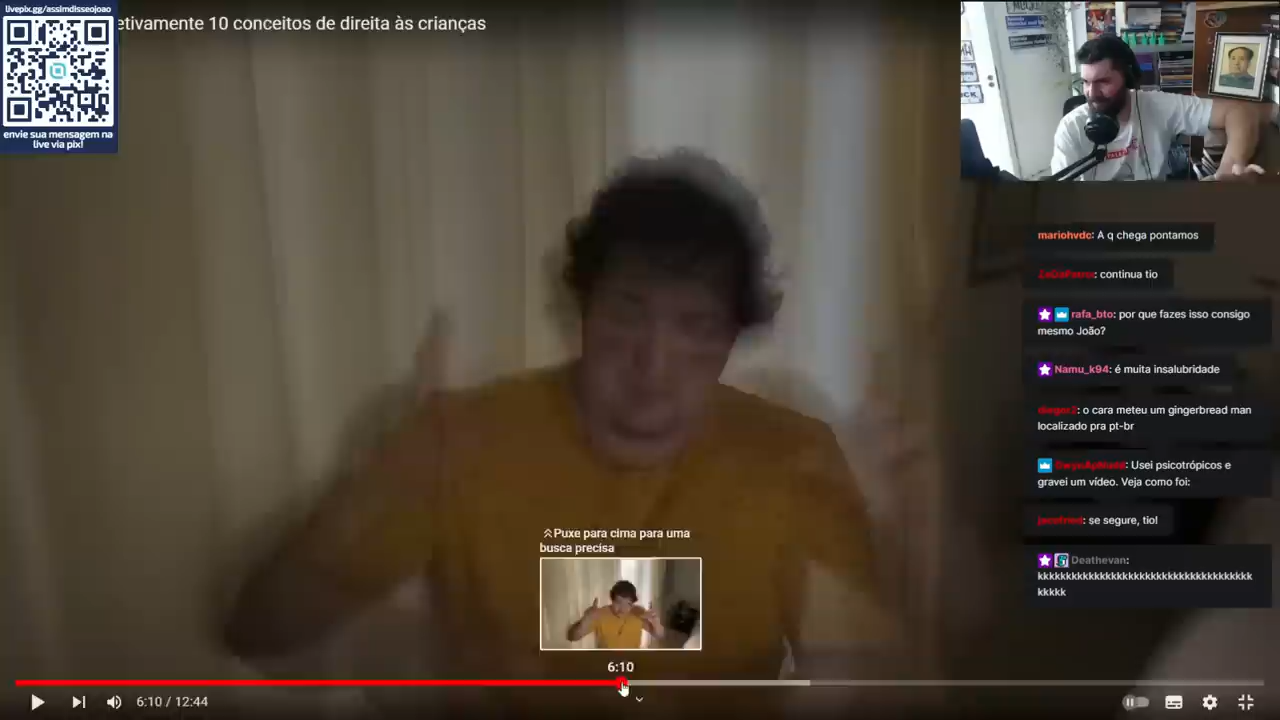 livepix.gg/assimdisseojoao
etivamente 10 conceitos de direita às crianças
envie sua mensagem na
live via pix!
mariohvdc: A q chega pontamos
: continua tio
rafa_bto: por que fazes isso consigo
mesmo João?
Namu_k94: é muita insalubridade
: o cara meteu um gingerbread man
localizado pra pt-br
: Usei psicotrópicos e
gravei um vídeo. Veja como foi:
: se segure, tio!
Deathevan:
kkkkkkkkkkkkkkkkkkkkkkkkkkkkkkkkkkkkkk
kkkkk
Puxe para cima para uma
busca precisa
6:10
6:10 / 12:44